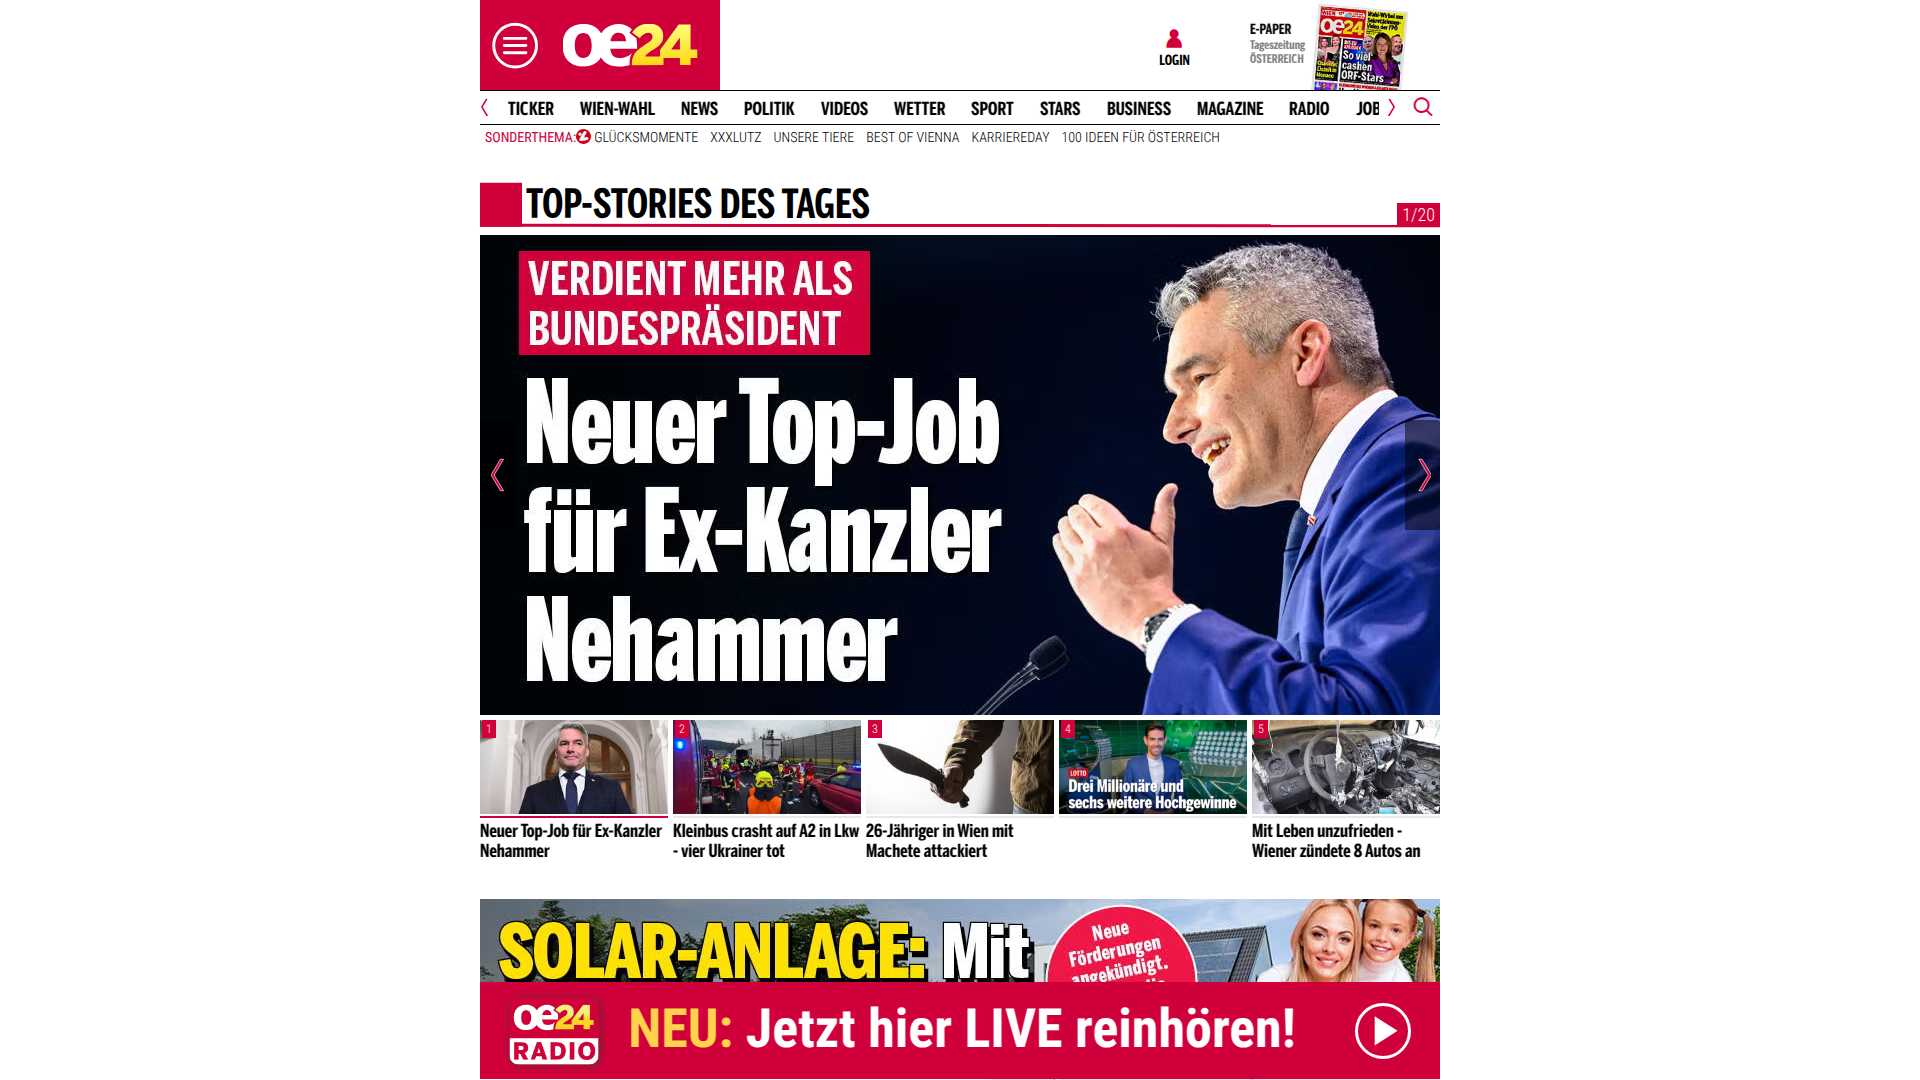 oe24
LOGIN
E-PAPER
Tageszeitung
ÖSTERREICH
WIEN
oe24
So viel
cashen
ORF-Stars
TICKER WIEN-WAHL NEWS POLITIK VIDEOS WETTER SPORT STARS BUSINESS MAGAZINE RADIO JOB
SONDERTHEMA: GLÜCKSMOMENTE XXXLUTZ UNSERE TIERE BEST OF VIENNA KARRIEREDAY 100 IDEEN FÜR ÖSTERREICH
TOP-STORIES DES TAGES
1/20
VERDIENT MEHR ALS
BUNDESPRÄSIDENT
Neuer Top-Job
für Ex-Kanzler
Nehammer
1
Neuer Top-Job für Ex-Kanzler
Nehammer
2
Kleinbus crasht auf A2 in Lkw
- vier Ukrainer tot
3
26-Jähriger in Wien mit
Machete attackiert
4
LOTTO
Drei Millionäre und
sechs weitere Hochgewinne
5
Mit Leben unzufrieden -
Wiener zündete 8 Autos an
SOLAR-ANLAGE: Mit
Neue
Förderungen
angekündigt.
oe24
RADIO
NEU: Jetzt hier LIVE reinhören!